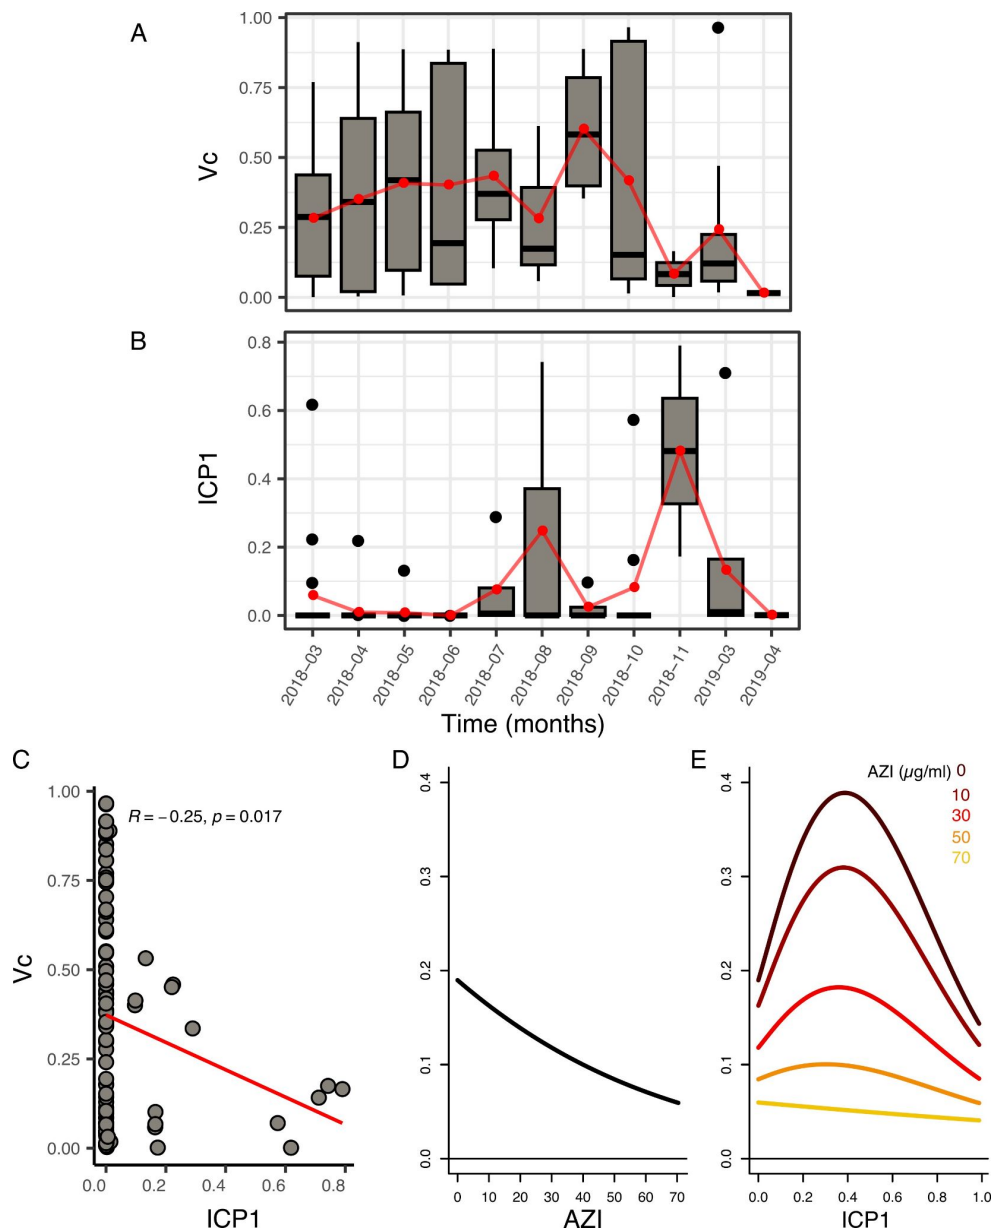 A
Vc
1.00
0.75
0.50
0.25
0.00
B
ICP1
0.8
0.6
0.4
0.2
0.0
2018−03
2018−04
2018−05
2018−06
2018−07
2018−08
2018−09
2018−10
2018−11
2019−03
2019−04
Time (months)
C
R = −0.25, p = 0.017
Vc
1.00
0.75
0.50
0.25
0.00
0.0 0.2 0.4 0.6 0.8
ICP1
D
0.4
0.3
0.2
0.1
0.0
0 10 20 30 40 50 60 70
AZI
E
AZI (µg/ml) 0
10
30
50
70
0.4
0.3
0.2
0.1
0.0
0.0 0.2 0.4 0.6 0.8 1.0
ICP1